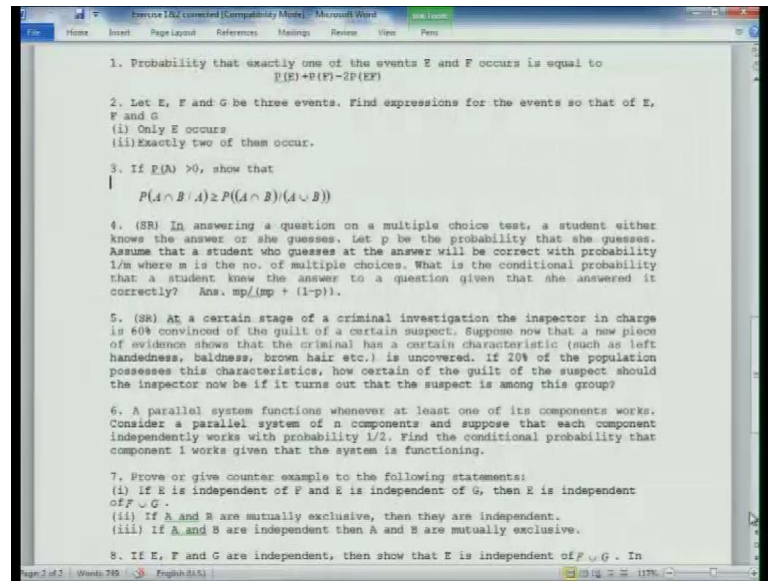 Exercise 1&2 corrected [Compatibility Mode] - Microsoft Word
File Home Insert Page Layout References Mailings Review View Pens
1. Probability that exactly one of the events E and F occurs is equal to
P(E)+P(F)-2P(EF)
2. Let E, F and G be three events. Find expressions for the events so that of E,
F and G
(i) Only E occurs
(ii)Exactly two of them occur.
3. If P(A) >0, show that
P(A ∩ B / A) ≥ P((A ∩ B)/(A ∪ B))
4. (SR) In answering a question on a multiple choice test, a student either
knows the answer or she guesses. Let p be the probability that she guesses.
Assume that a student who guesses at the answer will be correct with probability
1/m where m is the no. of multiple choices. What is the conditional probability
that a student knew the answer to a question given that she answered it
correctly? Ans. mp/(mp + (1-p)).
5. (SR) At a certain stage of a criminal investigation the inspector in charge
is 60% convinced of the guilt of a certain suspect. Suppose now that a new piece
of evidence shows that the criminal has a certain characteristic (such as left
handedness, baldness, brown hair etc.) is uncovered. If 20% of the population
possesses this characteristics, how certain of the guilt of the suspect should
the inspector now be if it turns out that the suspect is among this group?
6. A parallel system functions whenever at least one of its components works.
Consider a parallel system of n components and suppose that each component
independently works with probability 1/2. Find the conditional probability that
component 1 works given that the system is functioning.
7. Prove or give counter example to the following statements:
(i) If E is independent of F and E is independent of G, then E is independent
of F ∪ G .
(ii) If A and B are mutually exclusive, then they are independent.
(iii) If A and B are independent then A and B are mutually exclusive.
8. If E, F and G are independent, then show that E is independent of F ∪ G . In
Page: 2 of 2 Words: 749 English (U.S.) 117%